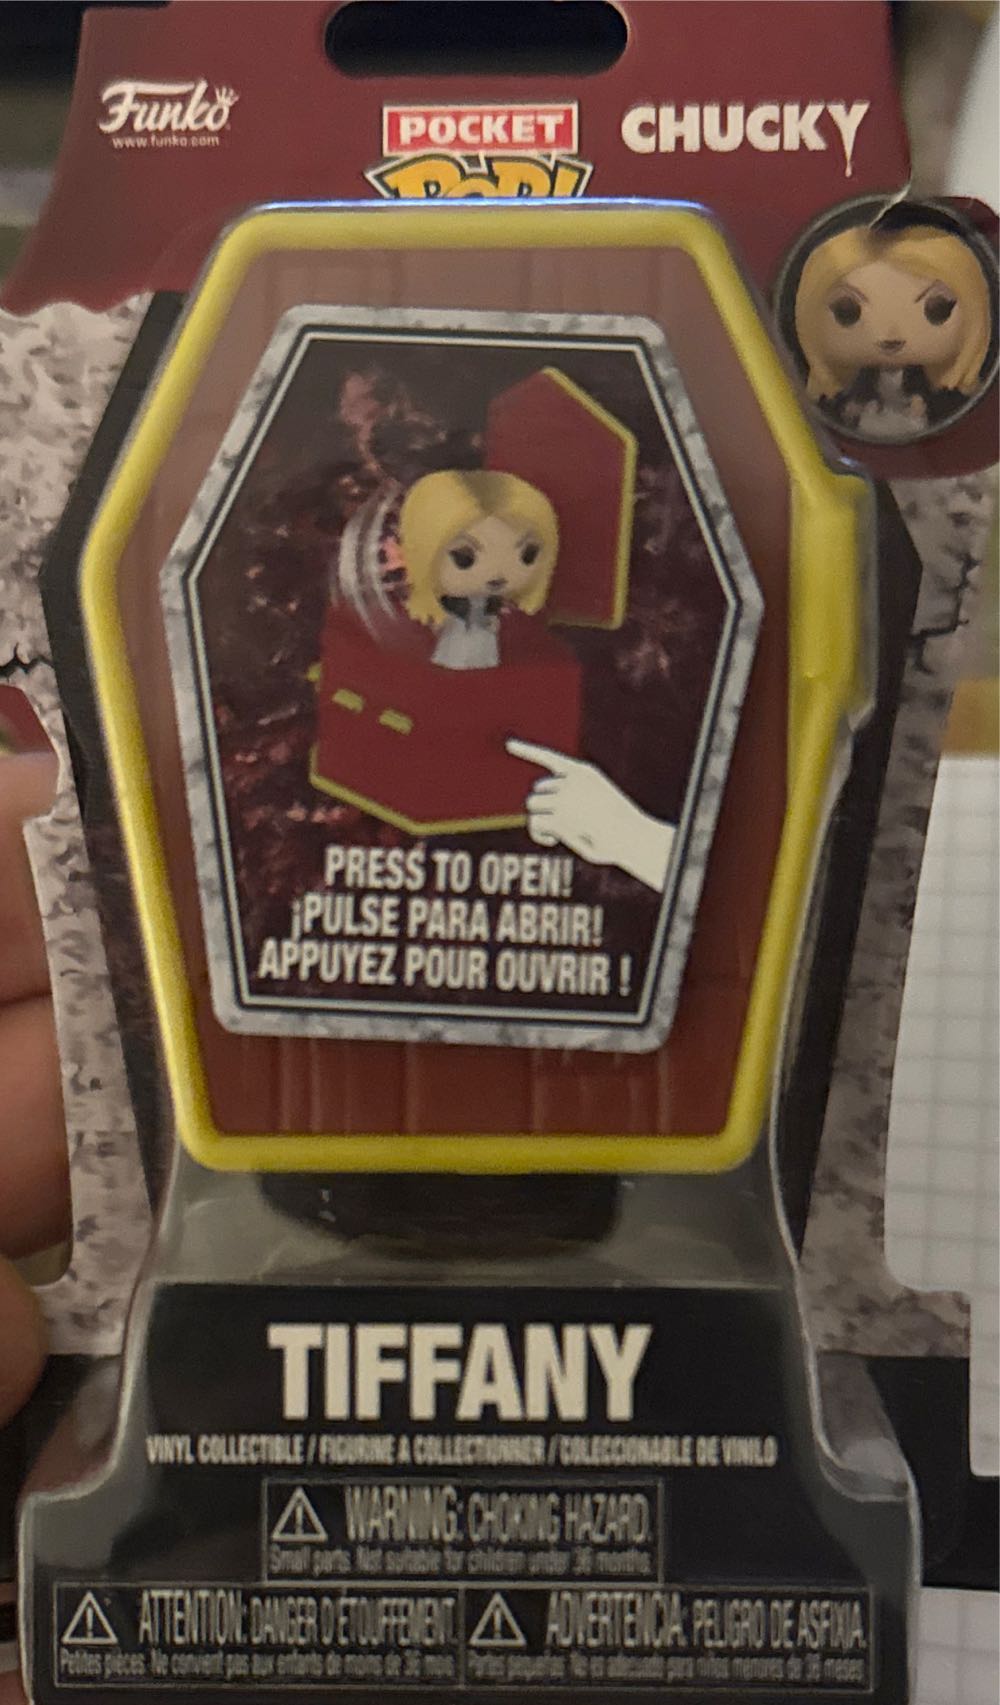 Funko
www.funko.com
POCKET
POP!
CHUCKY
PRESS TO OPEN!
¡PULSE PARA ABRIR!
APPUYEZ POUR OUVRIR !
TIFFANY
VINYL COLLECTIBLE / FIGURINE À COLLECTIONNER / COLECCIONABLE DE VINILO
WARNING: CHOKING HAZARD.
Small parts. Not suitable for children under 36 months.
ATTENTION: DANGER D'ÉTOUFFEMENT.
Petites pièces. Ne convient pas aux enfants de moins de 36 mois.
ADVERTENCIA: PELIGRO DE ASFIXIA.
Partes pequeñas. No es adecuado para niños menores de 36 meses.